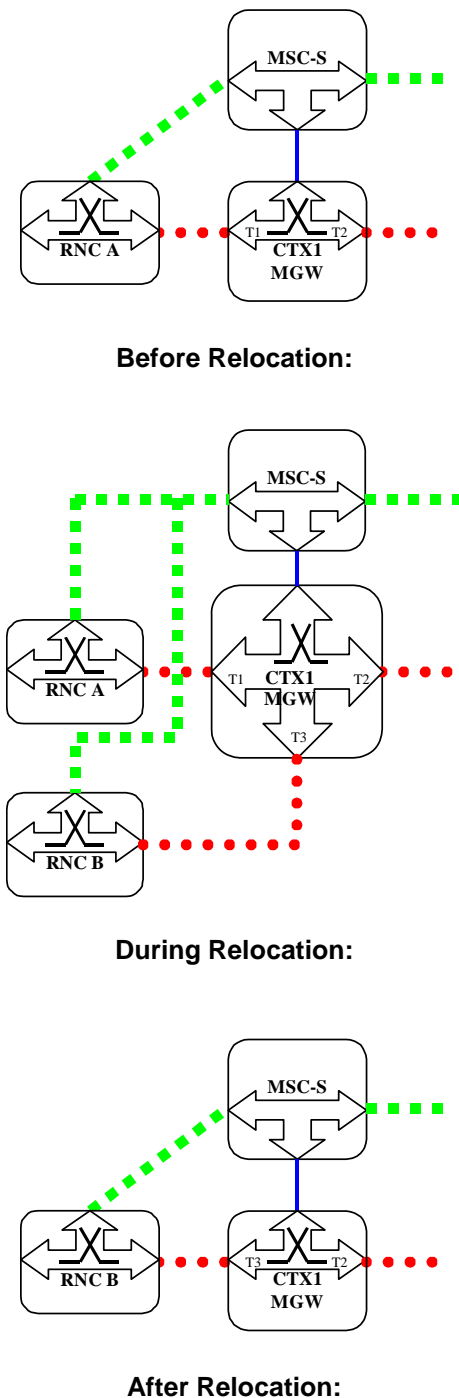 MSC-S
RNC A
T1
T2
CTX1
MGW
Before Relocation:
MSC-S
RNC A
T1
CTX1
T2
MGW
T3
RNC B
During Relocation:
MSC-S
RNC B
T3
T2
CTX1
MGW
After Relocation: